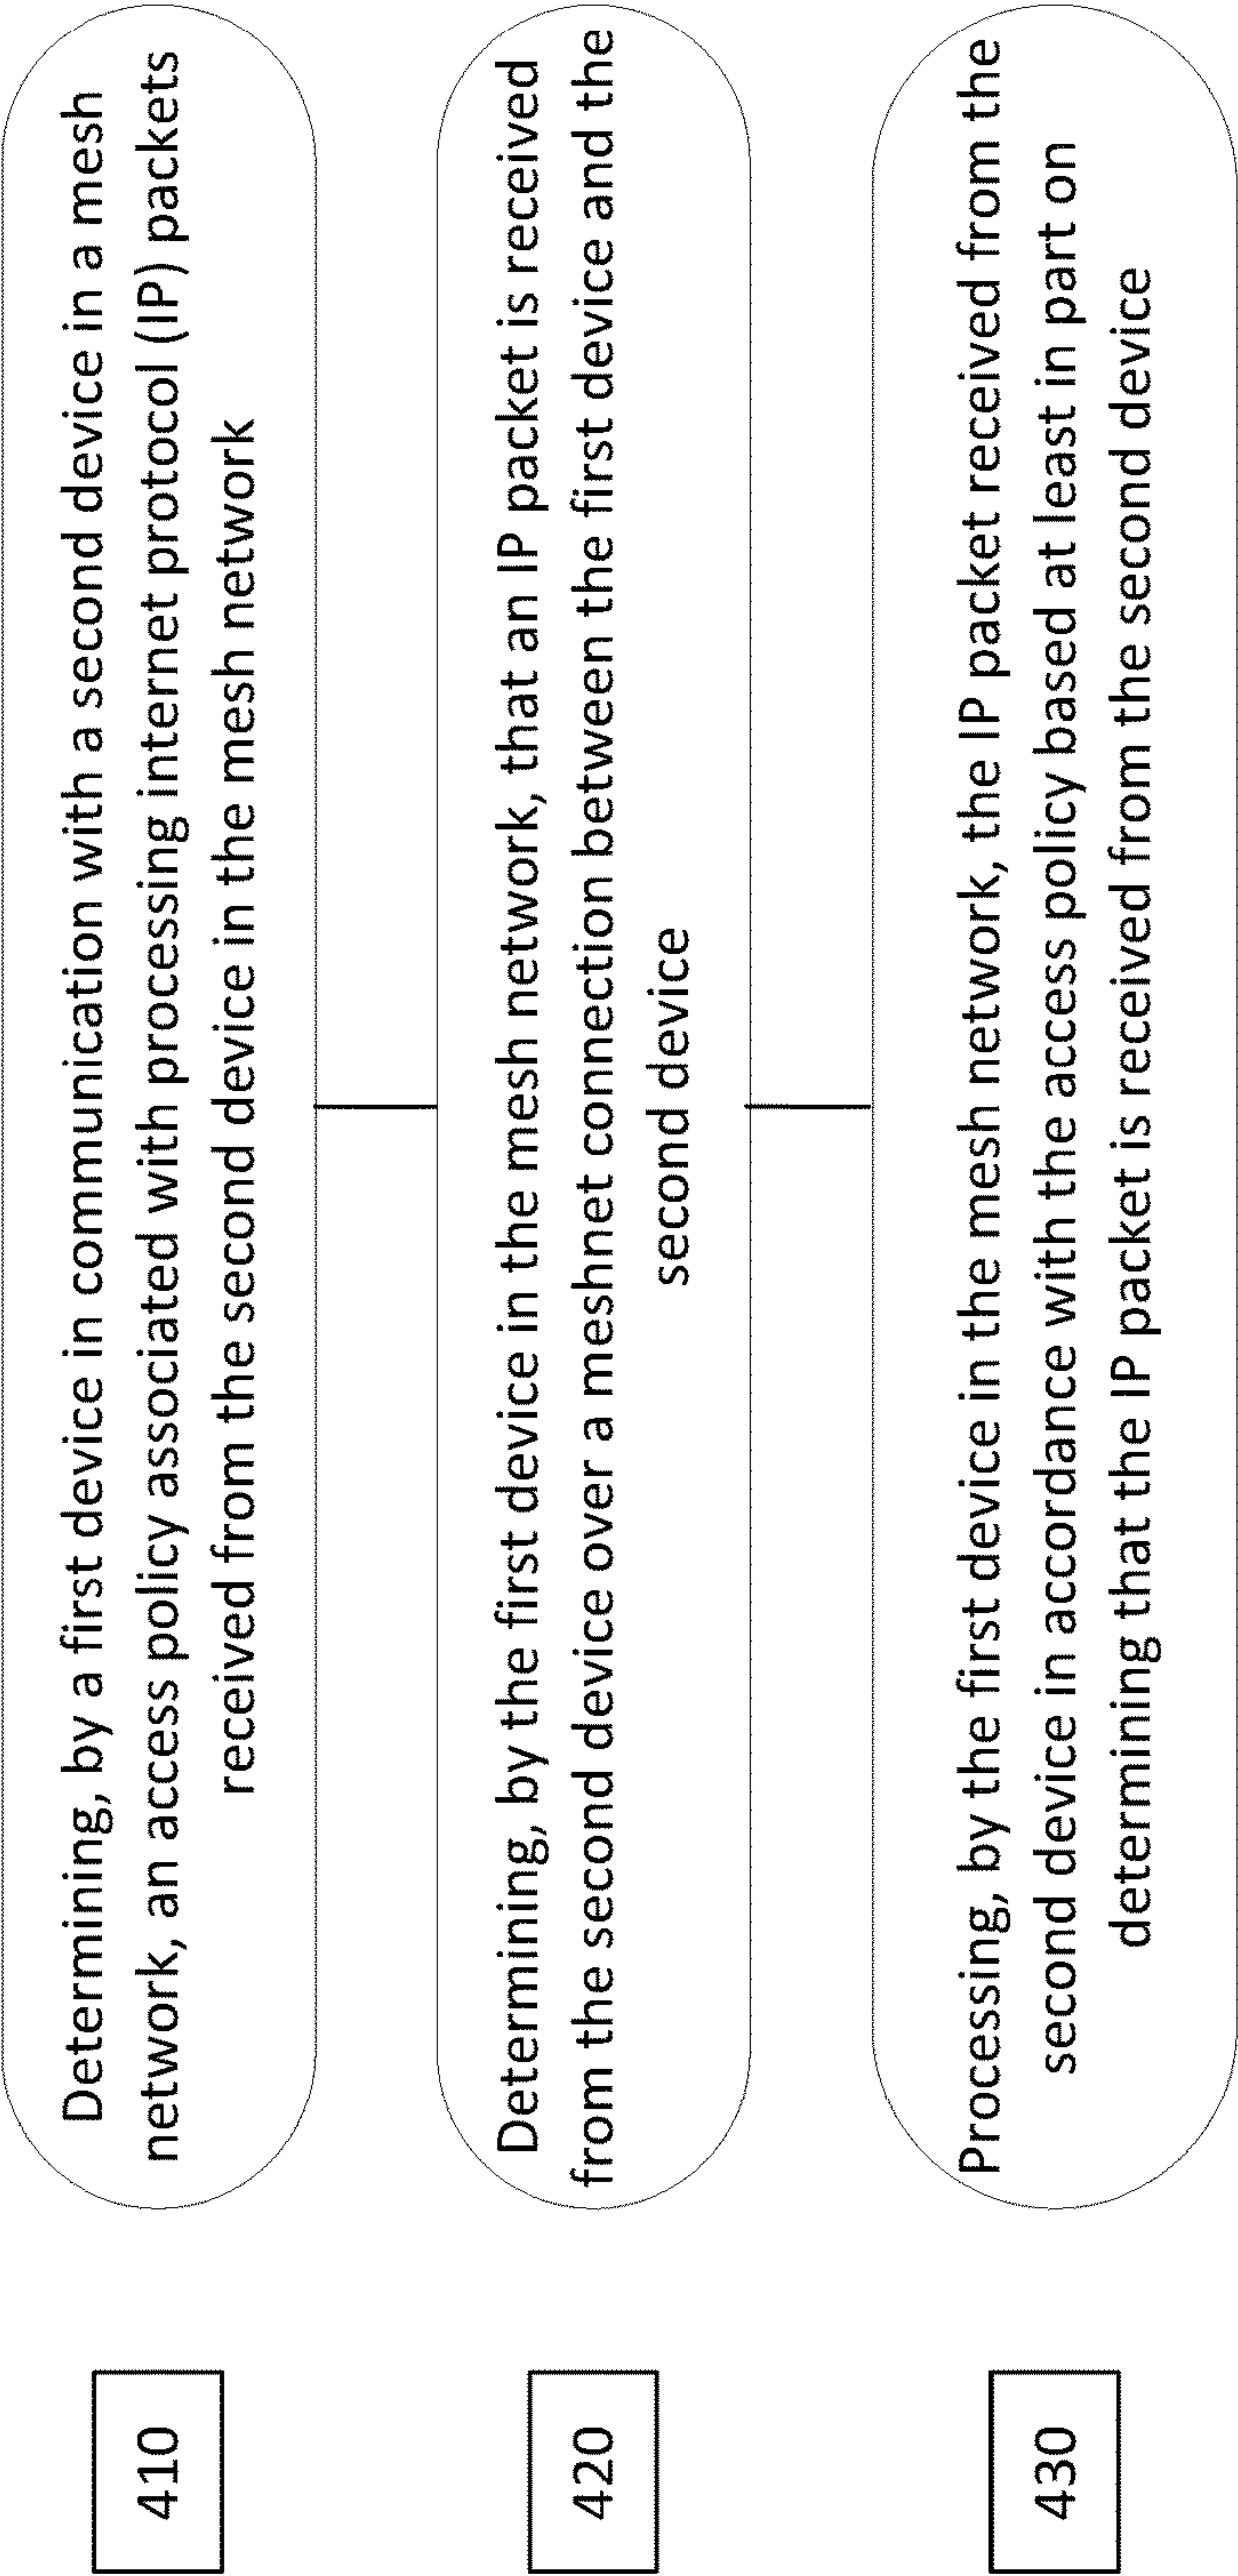 410
Determining, by a first device in communication with a second device in a mesh
network, an access policy associated with processing internet protocol (IP) packets
received from the second device in the mesh network
420
Determining, by the first device in the mesh network, that an IP packet is received
from the second device over a meshnet connection between the first device and the
second device
430
Processing, by the first device in the mesh network, the IP packet received from the
second device in accordance with the access policy based at least in part on
determining that the IP packet is received from the second device